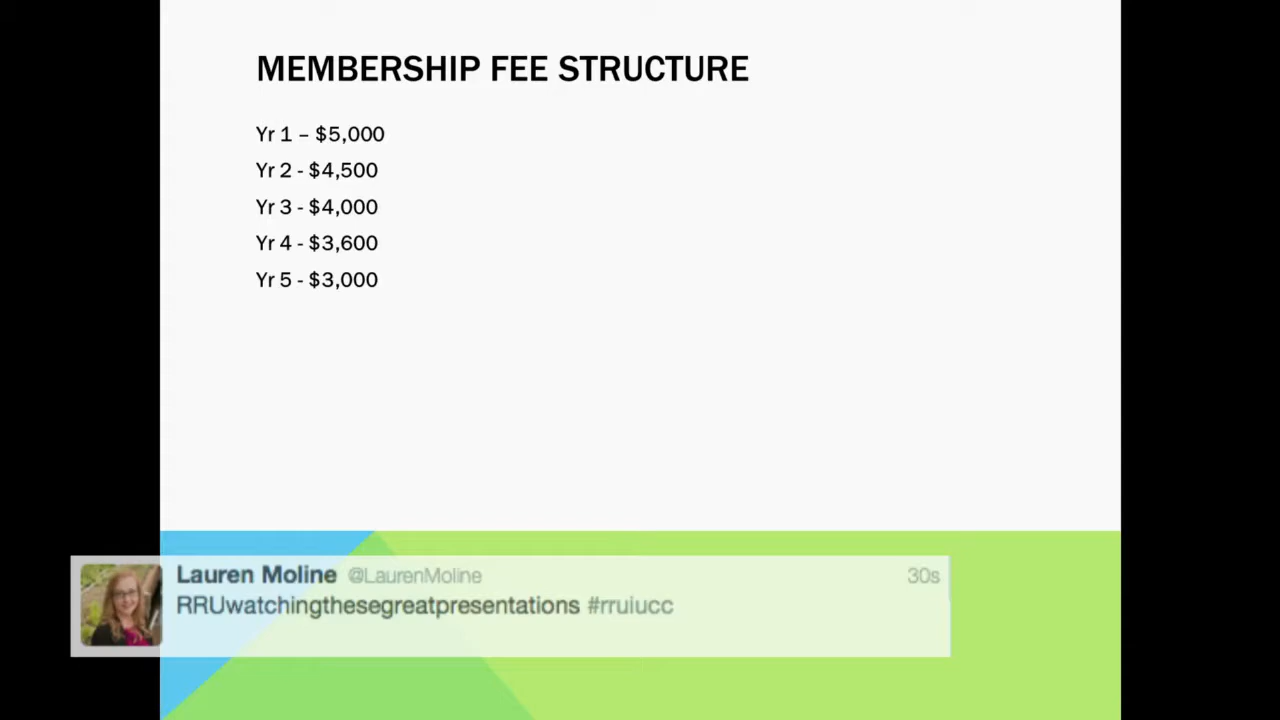 MEMBERSHIP FEE STRUCTURE
Yr 1 – $5,000
Yr 2 - $4,500
Yr 3 - $4,000
Yr 4 - $3,600
Yr 5 - $3,000
Lauren Moline @LaurenMoline 30s
RRUwatchingthesegreatpresentations #rruiucc